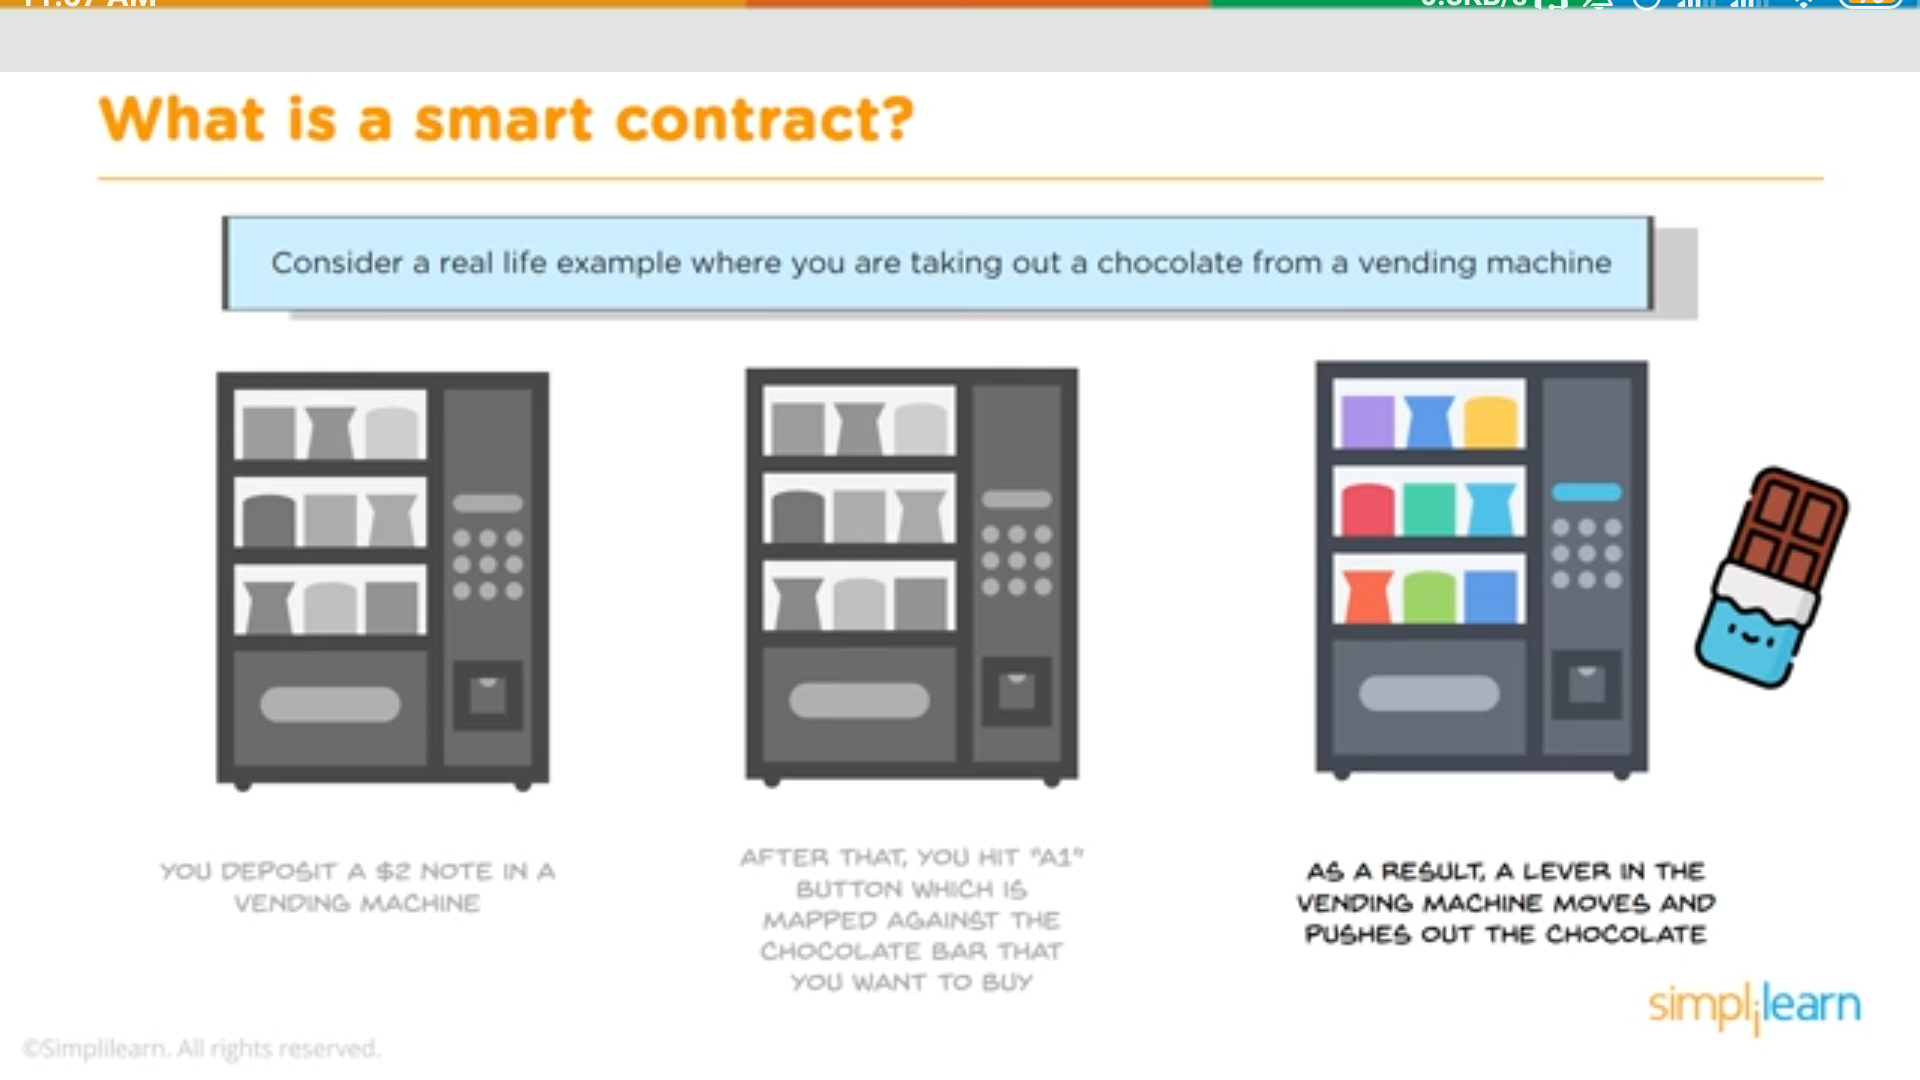 What is a smart contract?
Consider a real life example where you are taking out a chocolate from a vending machine
YOU DEPOSIT A $2 NOTE IN A
VENDING MACHINE
AFTER THAT, YOU HIT "A1"
BUTTON WHICH IS
MAPPED AGAINST THE
CHOCOLATE BAR THAT
YOU WANT TO BUY
AS A RESULT, A LEVER IN THE
VENDING MACHINE MOVES AND
PUSHES OUT THE CHOCOLATE
simplilearn
©Simplilearn. All rights reserved.